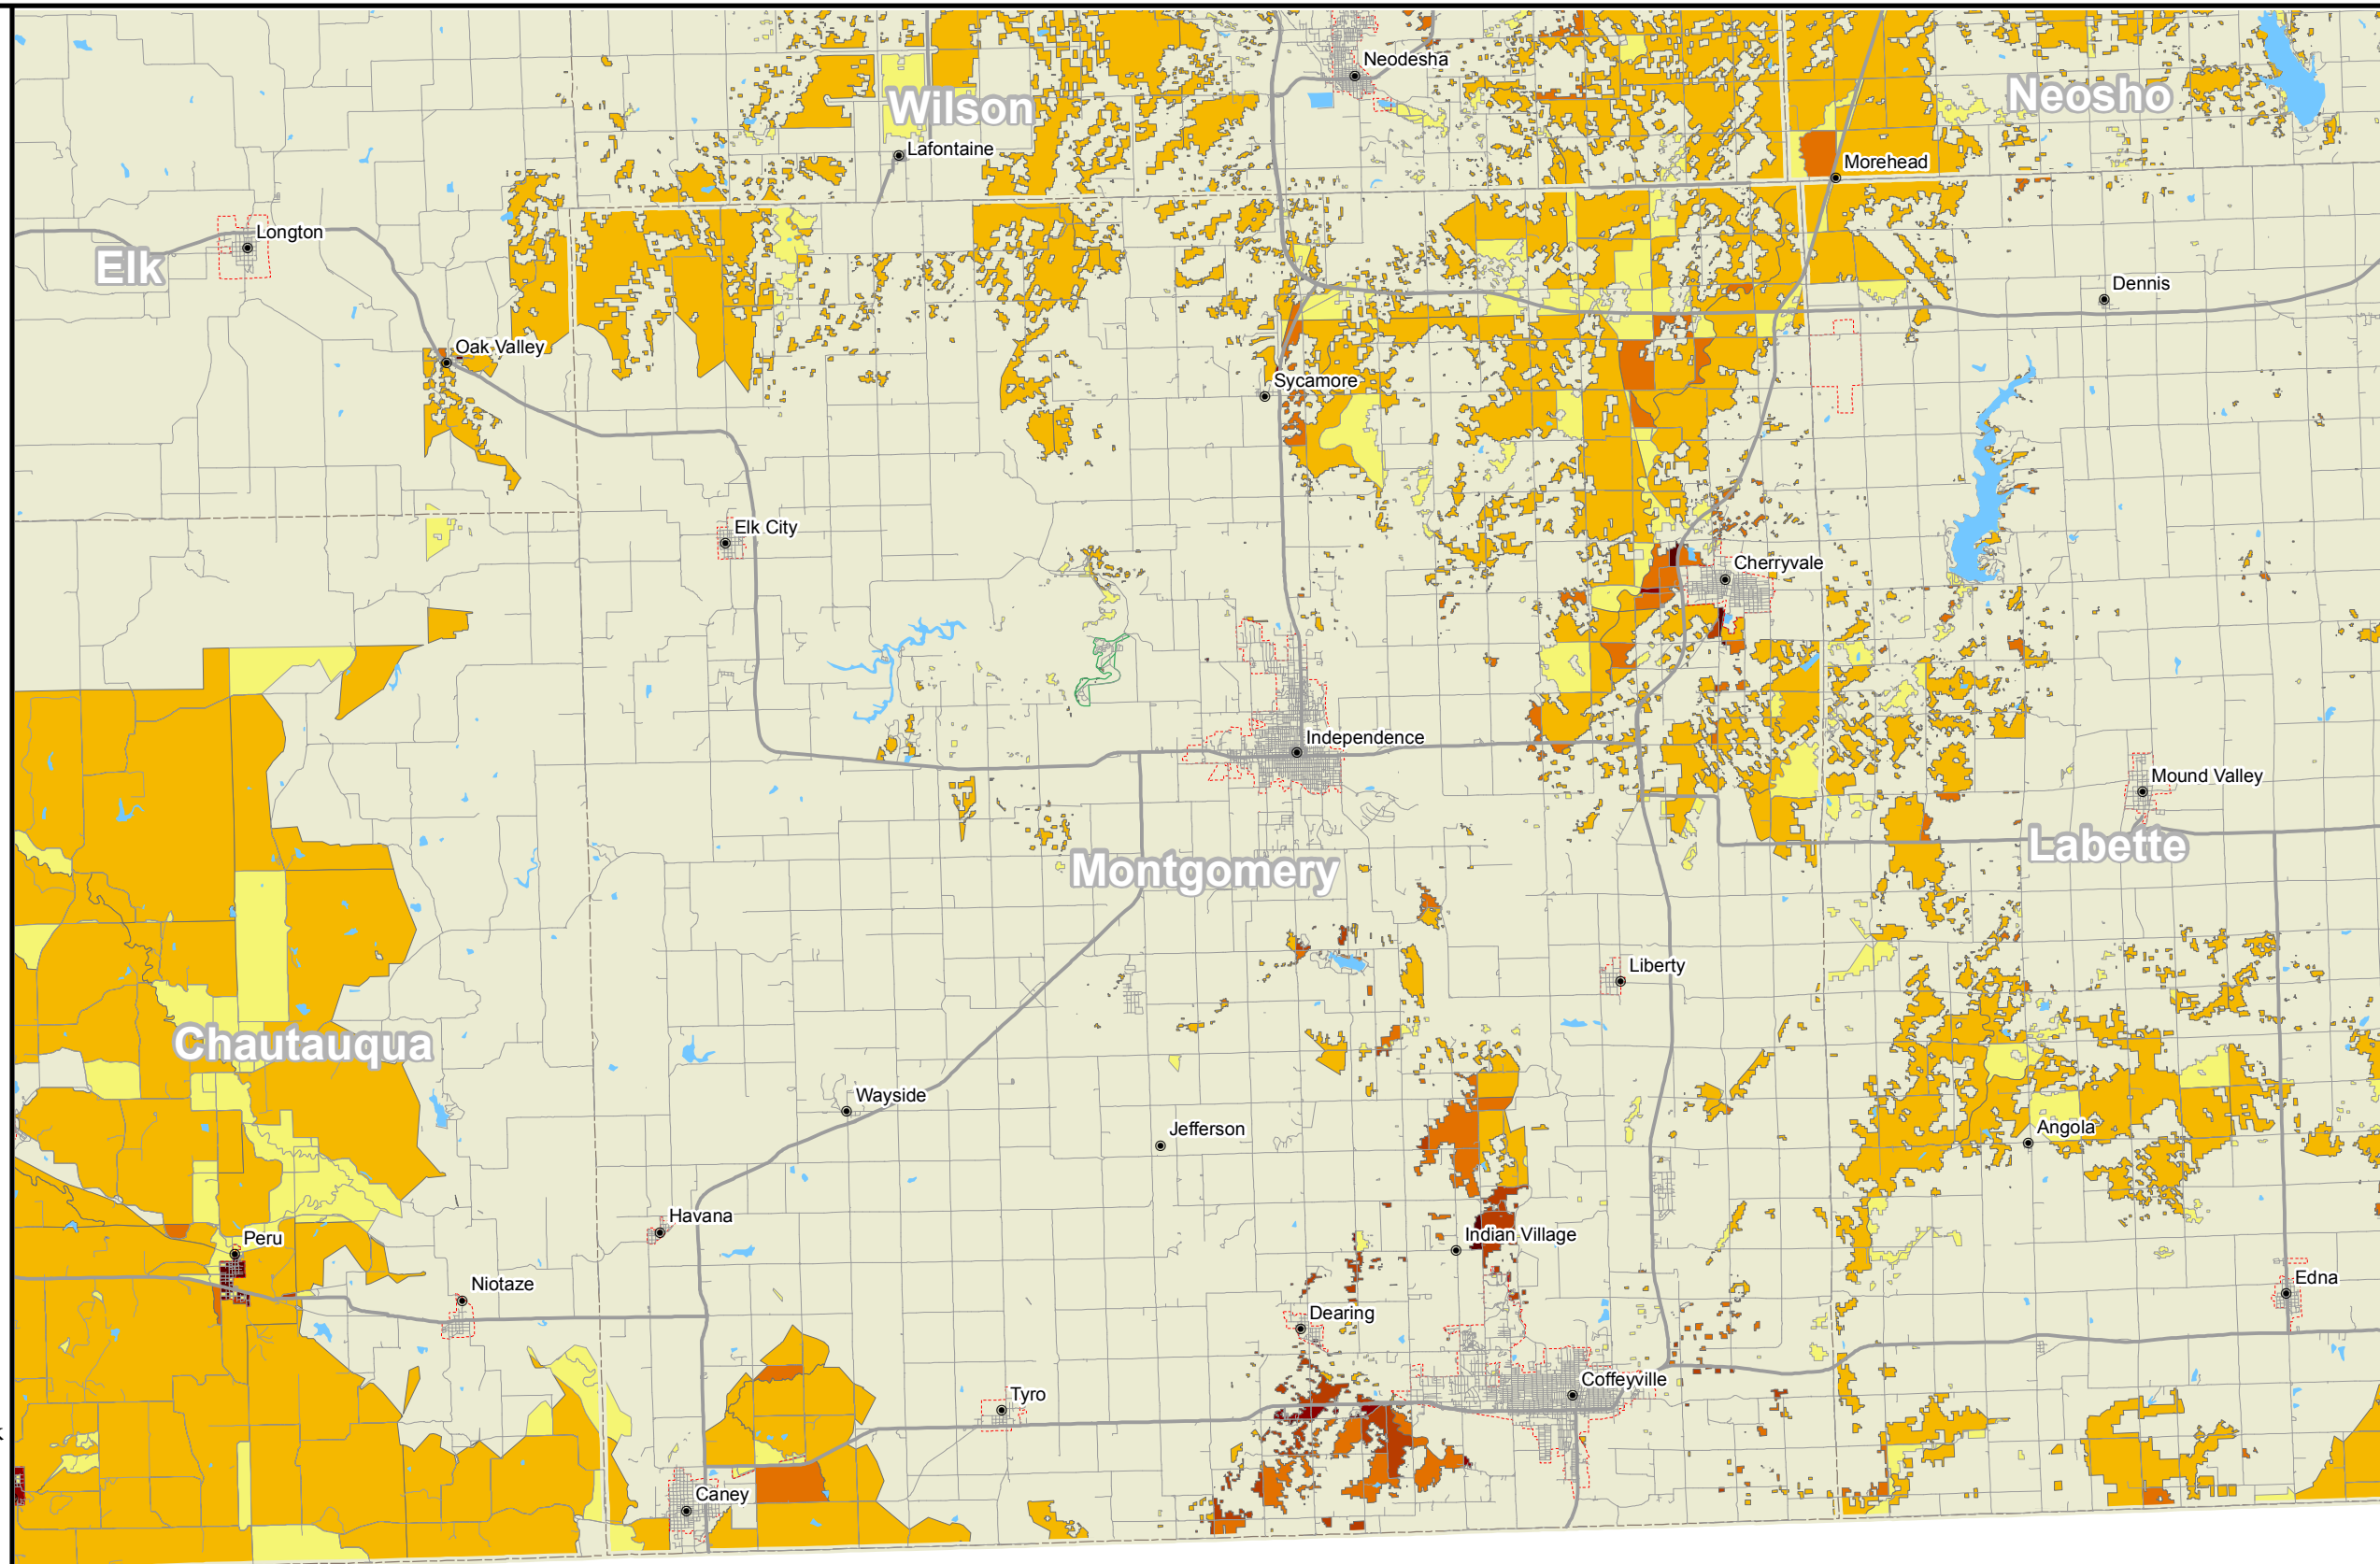 Neodesha
Wilson
Neosho
Lafontaine
Morehead
Longton
Elk
Dennis
Oak Valley
Sycamore
Elk City
Cherryvale
Independence
Mound Valley
Montgomery
Labette
Liberty
Chautauqua
Wayside
Jefferson
Angola
Havana
Peru
Indian Village
Niotaze
Edna
Dearing
Coffeyville
Tyro
Caney